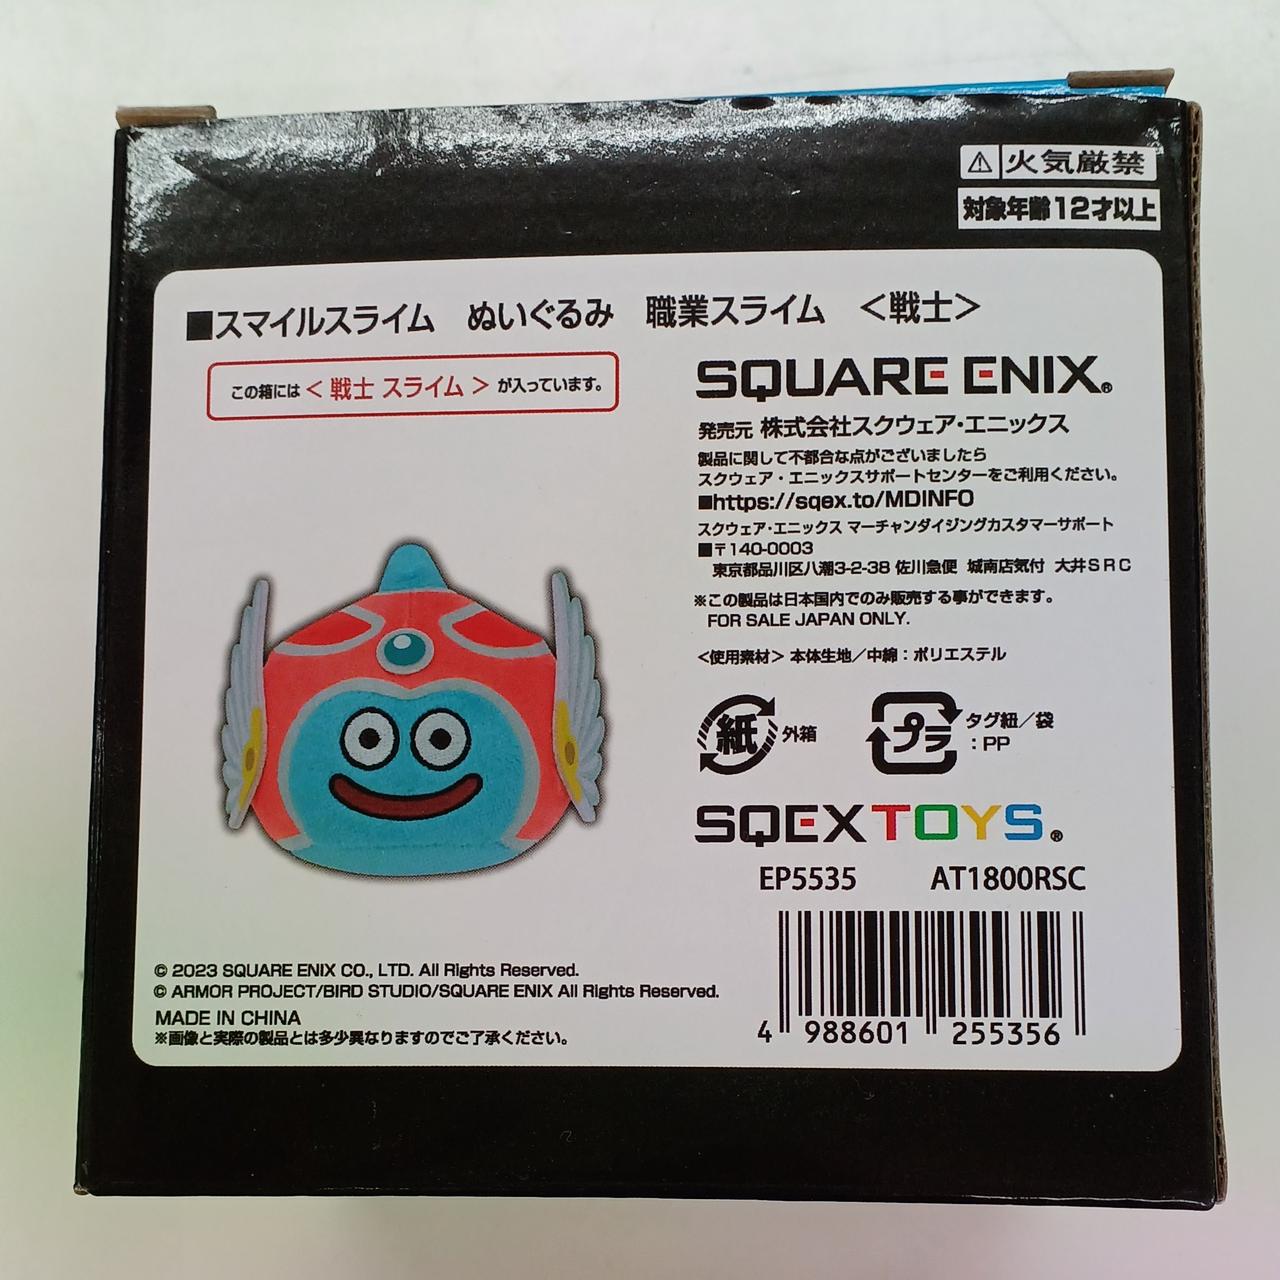 ⚠火気厳禁
対象年齢12才以上
■スマイルスライム ぬいぐるみ 職業スライム <戦士>
この箱には<戦士 スライム>が入っています。
SQUARE ENIX®
発売元 株式会社スクウェア・エニックス
製品に関して不都合な点がございましたら
スクウェア・エニックスサポートセンターをご利用ください。
■https://sqex.to/MDINFO
スクウェア・エニックス マーチャンダイジングカスタマーサポート
■〒140-0003
東京都品川区八潮3-2-38 佐川急便 城南店気付 大井SRC
※この製品は日本国内でのみ販売する事ができます。
FOR SALE JAPAN ONLY.
<使用素材>本体生地/中綿:ポリエステル
紙 外箱
プラ タグ紐/袋
:PP
SQEX TOYS®
EP5535 AT1800RSC
4 988601 255356
© 2023 SQUARE ENIX CO., LTD. All Rights Reserved.
© ARMOR PROJECT/BIRD STUDIO/SQUARE ENIX All Rights Reserved.
MADE IN CHINA
※画像と実際の製品とは多少異なりますのでご了承ください。